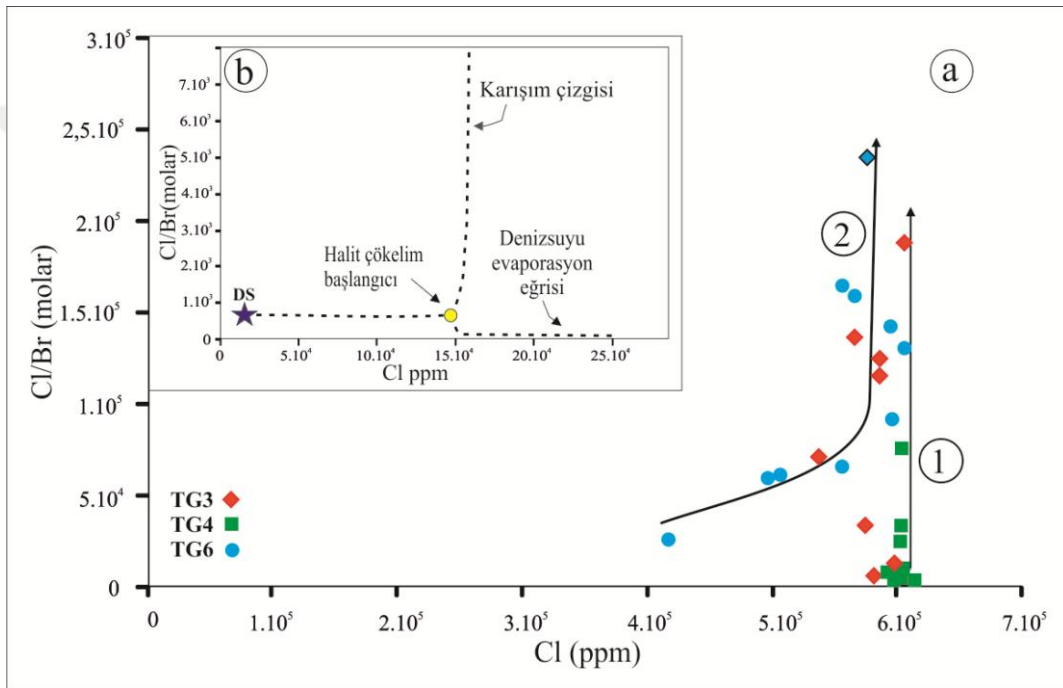 3.10⁵
2,5.10⁵
2.10⁵
1.5.10⁵
1.10⁵
5.10⁴
0
Cl/Br (molar)
a
b
7.10³
6.10³
5.10³
4.10³
3.10³
2.10³
1.10³
0
Cl/Br(molar)
Karışım çizgisi
Halit çökelim
başlangıcı
Denizsuyu
evaporasyon
eğrisi
DS
0 5.10⁴ 10.10⁴ 15.10⁴ 20.10⁴ 25.10⁴
Cl ppm
2
1
TG3
TG4
TG6
0 1.10⁵ 2.10⁵ 3.10⁵ 4.10⁵ 5.10⁵ 6.10⁵ 7.10⁵
Cl (ppm)